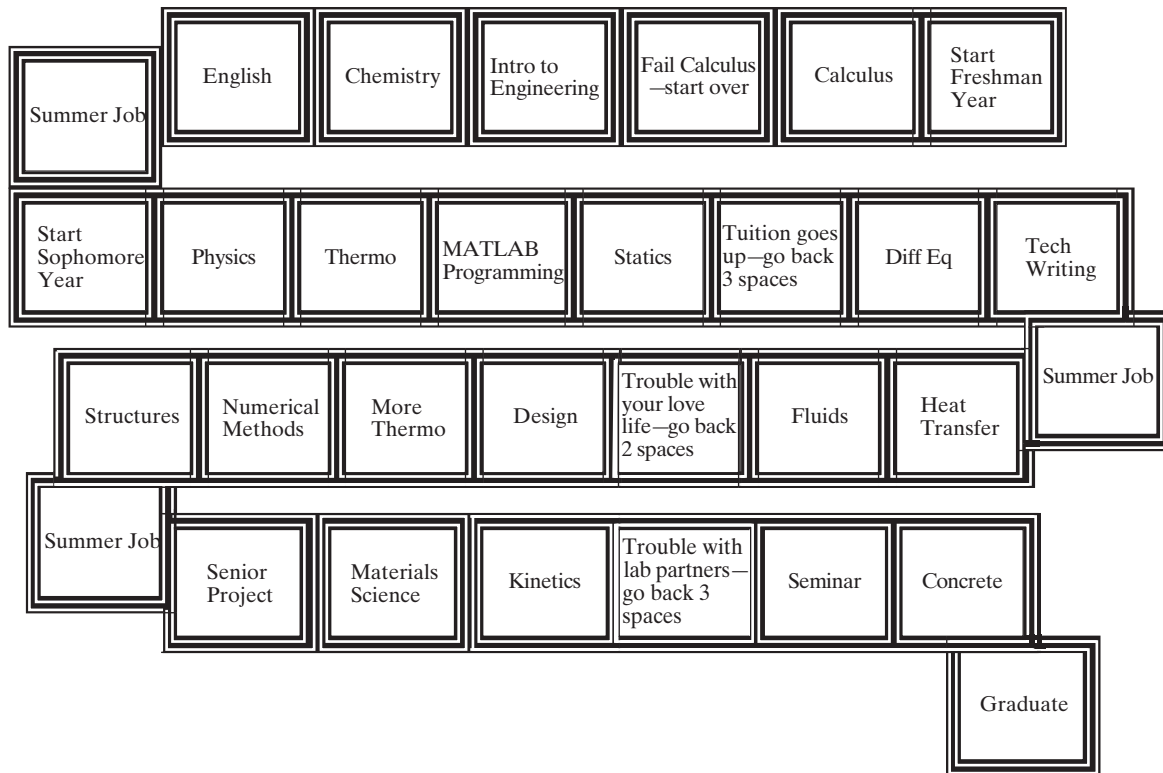 English
Chemistry
Intro to
Engineering
Fail Calculus
—start over
Calculus
Start
Freshman
Year
Summer Job
Start
Sophomore
Year
Physics
Thermo
MATLAB
Programming
Statics
Tuition goes
up—go back
3 spaces
Diff Eq
Tech
Writing
Summer Job
Structures
Numerical
Methods
More
Thermo
Design
Trouble with
your love
life—go back
2 spaces
Fluids
Heat
Transfer
Summer Job
Senior
Project
Materials
Science
Kinetics
Trouble with
lab partners—
go back 3
spaces
Seminar
Concrete
Graduate